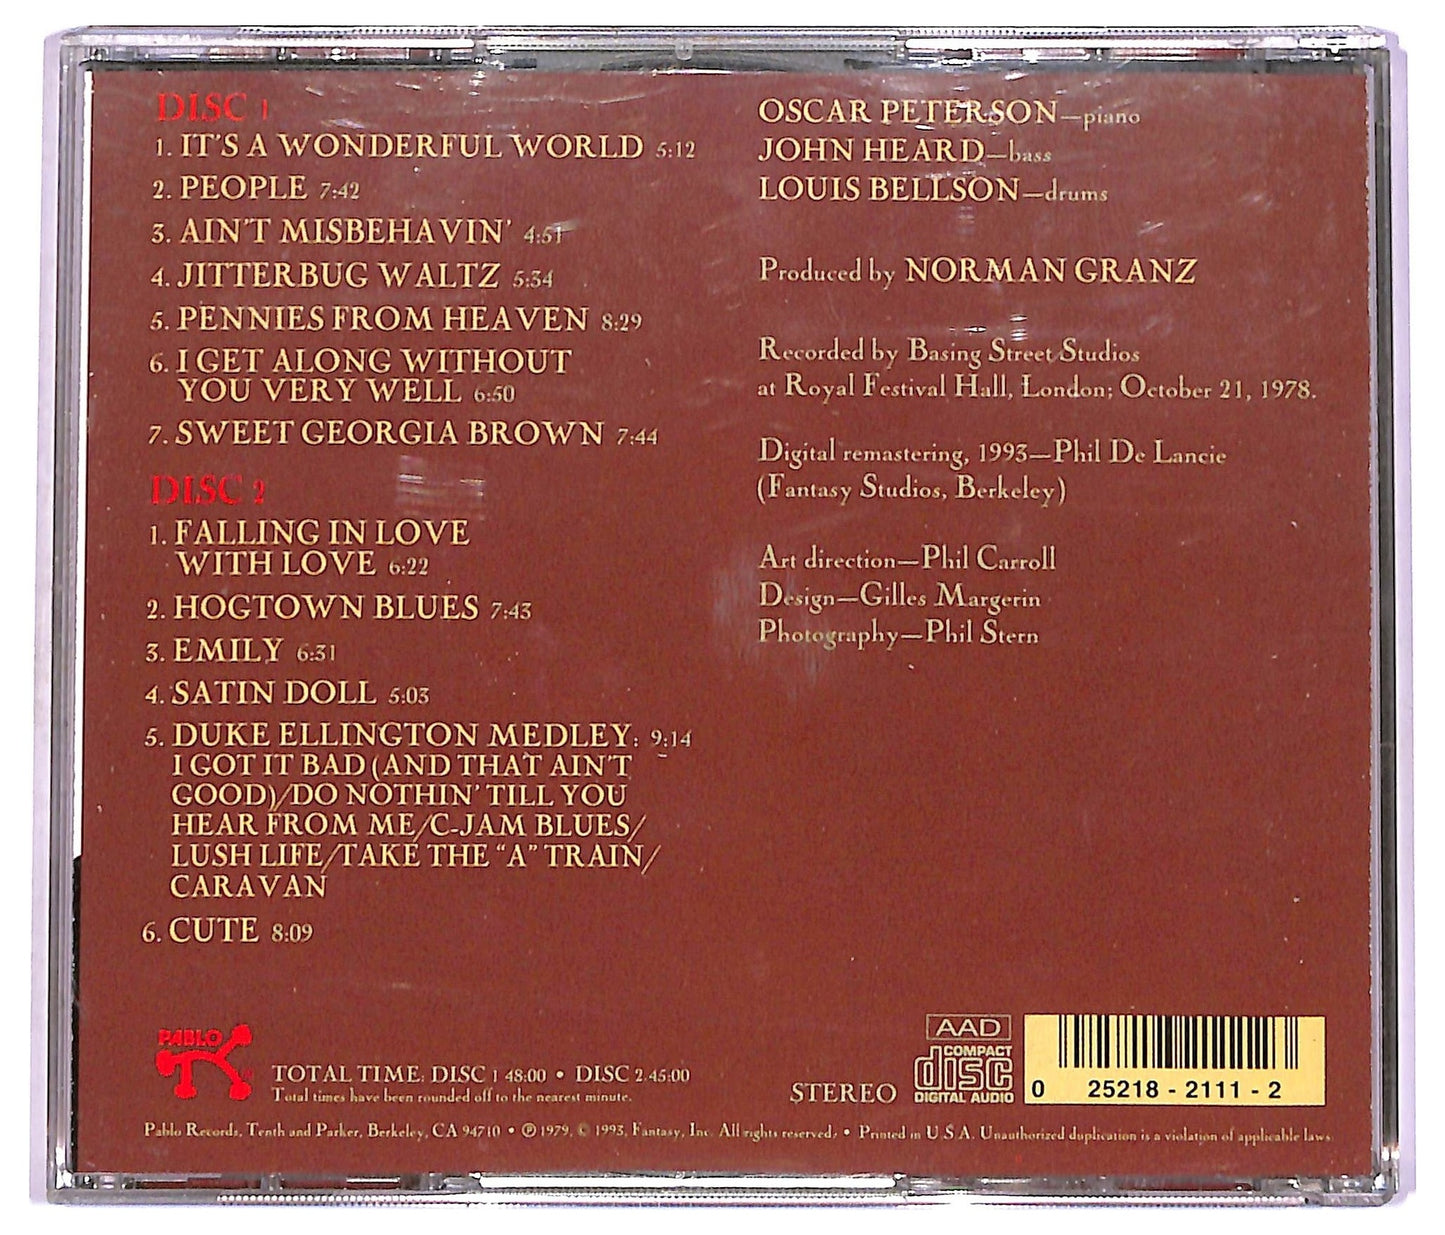 DISC 1
1. IT'S A WONDERFUL WORLD 5:12
2. PEOPLE 7:42
3. AIN'T MISBEHAVIN' 4:51
4. JITTERBUG WALTZ 5:34
5. PENNIES FROM HEAVEN 8:29
6. I GET ALONG WITHOUT
YOU VERY WELL 6:50
7. SWEET GEORGIA BROWN 7:44
DISC 2
1. FALLING IN LOVE
WITH LOVE 6:22
2. HOGTOWN BLUES 7:43
3. EMILY 6:31
4. SATIN DOLL 5:03
5. DUKE ELLINGTON MEDLEY: 9:14
I GOT IT BAD (AND THAT AIN'T
GOOD)/DO NOTHIN' TILL YOU
HEAR FROM ME/C-JAM BLUES/
LUSH LIFE/TAKE THE "A" TRAIN/
CARAVAN
6. CUTE 8:09
OSCAR PETERSON—piano
JOHN HEARD—bass
LOUIS BELLSON—drums
Produced by NORMAN GRANZ
Recorded by Basing Street Studios
at Royal Festival Hall, London; October 21, 1978.
Digital remastering, 1993—Phil De Lancie
(Fantasy Studios, Berkeley)
Art direction—Phil Carroll
Design—Gilles Margerin
Photography—Phil Stern
PABLO
TOTAL TIME: DISC 1 48:00 • DISC 2 45:00
Total times have been rounded off to the nearest minute.
STEREO
AAD
COMPACT
disc
DIGITAL AUDIO
0 25218 - 2111 - 2
Pablo Records, Tenth and Parker, Berkeley, CA 94710 • ℗ 1979, © 1993, Fantasy, Inc. All rights reserved. • Printed in U.S.A. Unauthorized duplication is a violation of applicable laws.